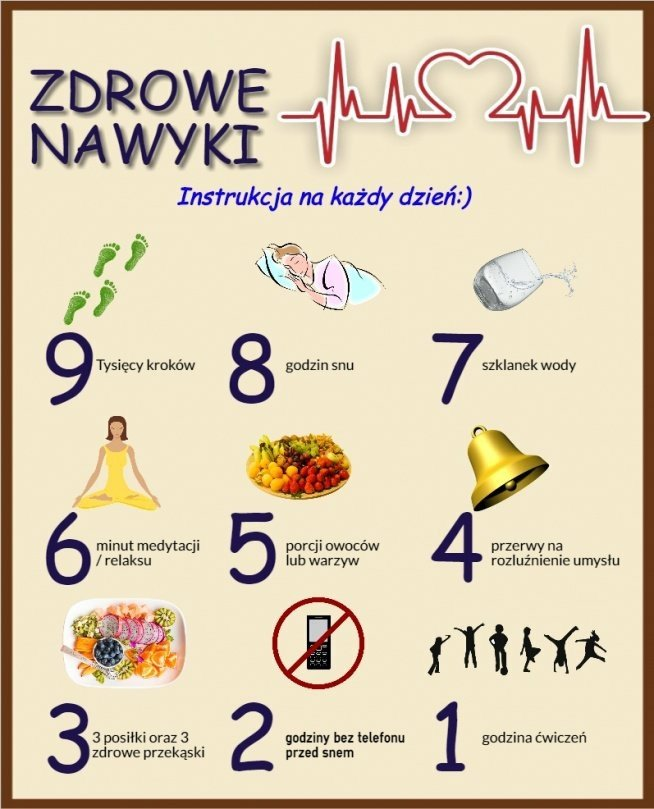 ZDROWE
NAWYKI
Instrukcja na każdy dzień:)
9 Tysięcy kroków
8 godzin snu
7 szklanek wody
6 minut medytacji
/ relaksu
5 porcji owoców
lub warzyw
4 przerwy na
rozluźnienie umysłu
3 3 posiłki oraz 3
zdrowe przekąski
2 godziny bez telefonu
przed snem
1 godzina ćwiczeń